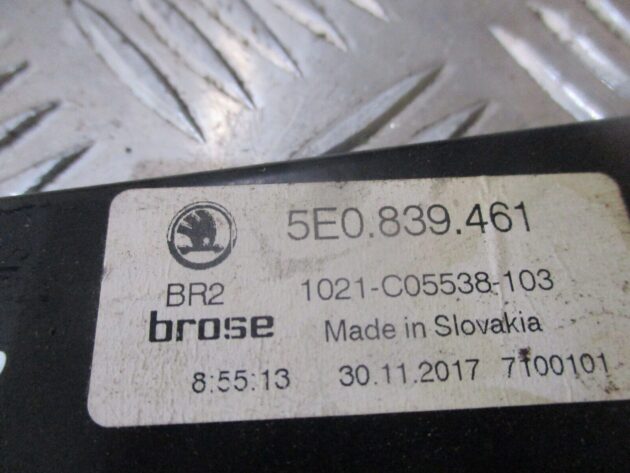 5E0.839.461
BR2 1021-C05538-103
brose Made in Slovakia
8:55:13 30.11.2017 7100101